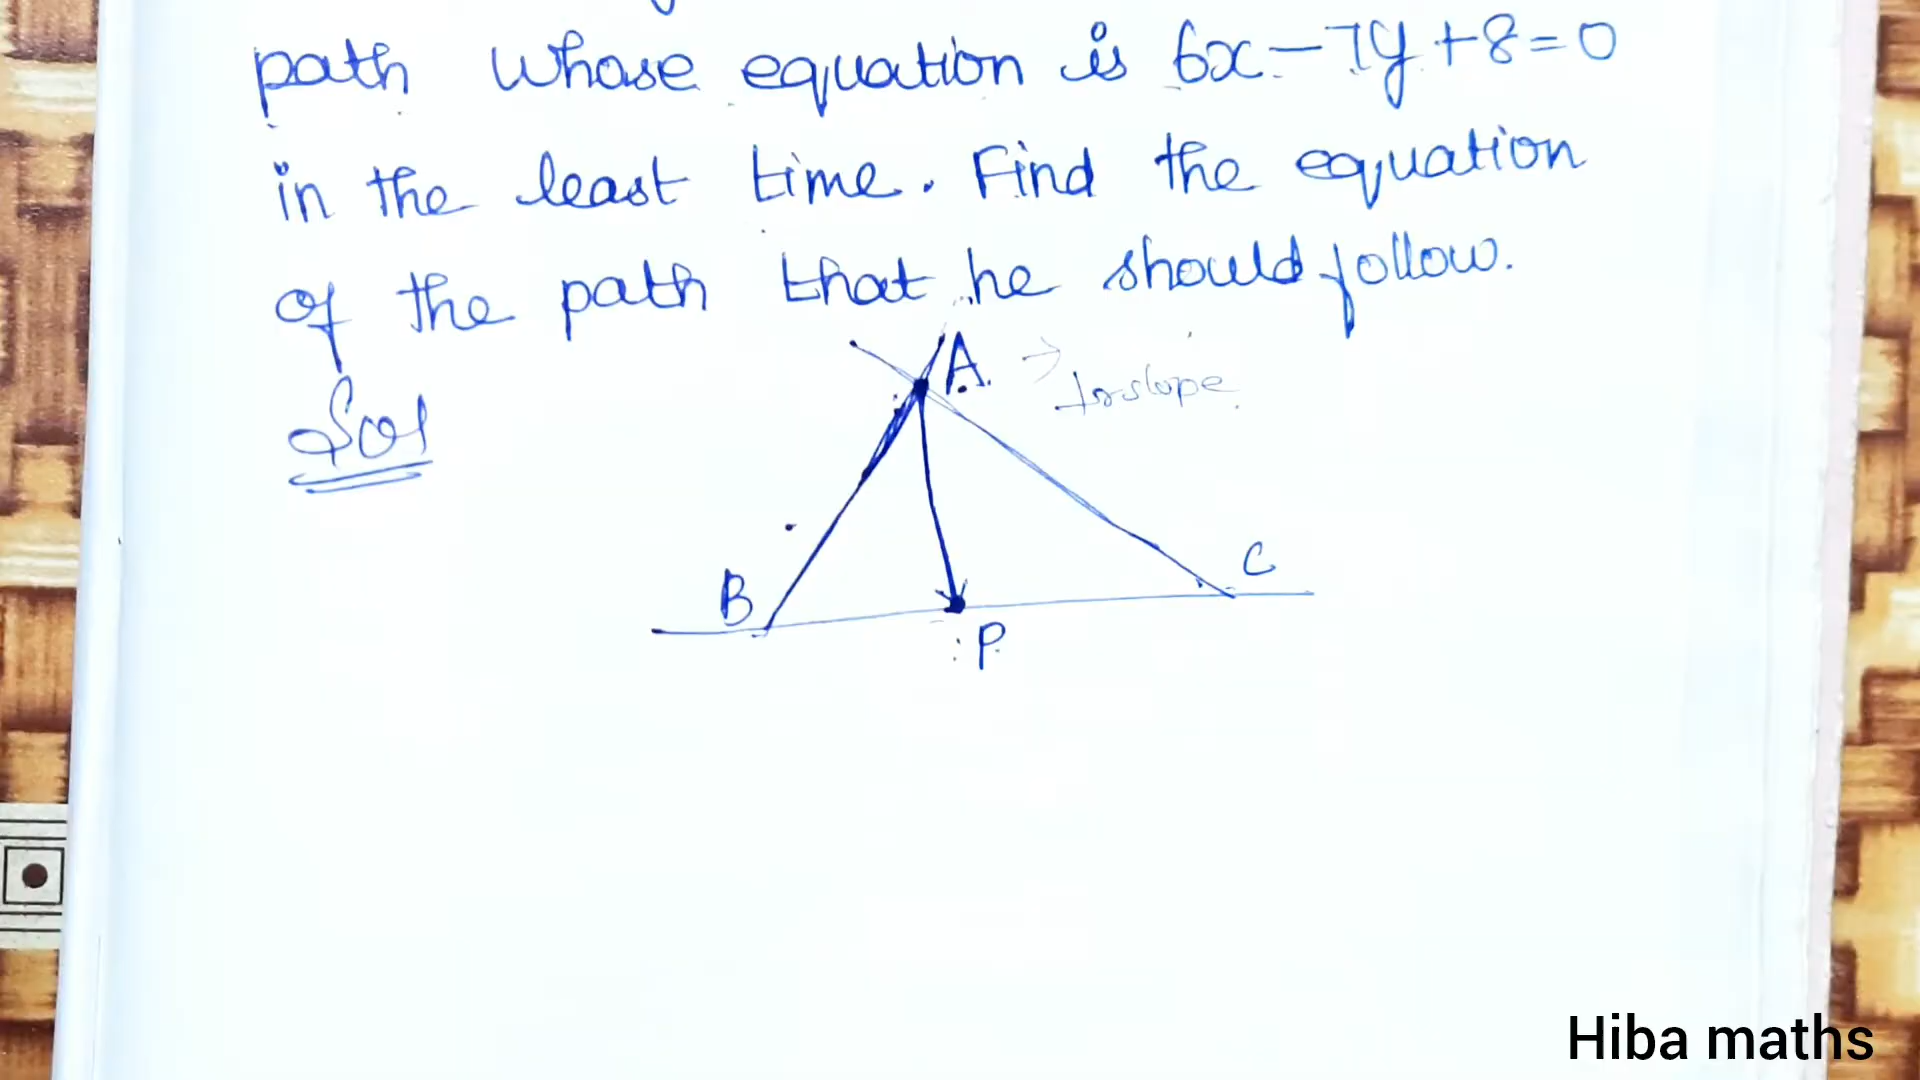 path whose equation is 6x-7y+8=0
in the least time. Find the equation
of the path that he should follow.
Sol
A. → for slope
B
C
P
Hiba maths